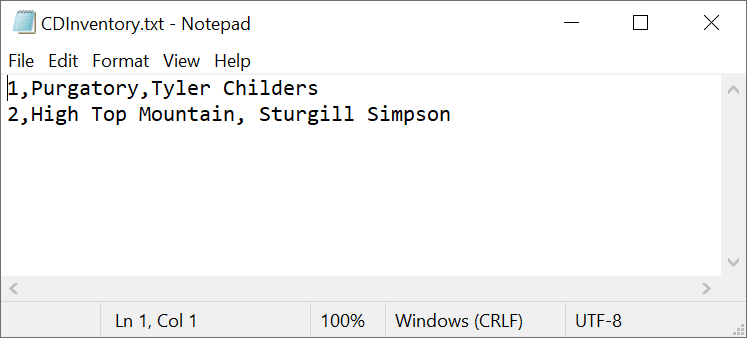 CDInventory.txt - Notepad
File Edit Format View Help
1,Purgatory,Tyler Childers
2,High Top Mountain, Sturgill Simpson
Ln 1, Col 1 100% Windows (CRLF) UTF-8